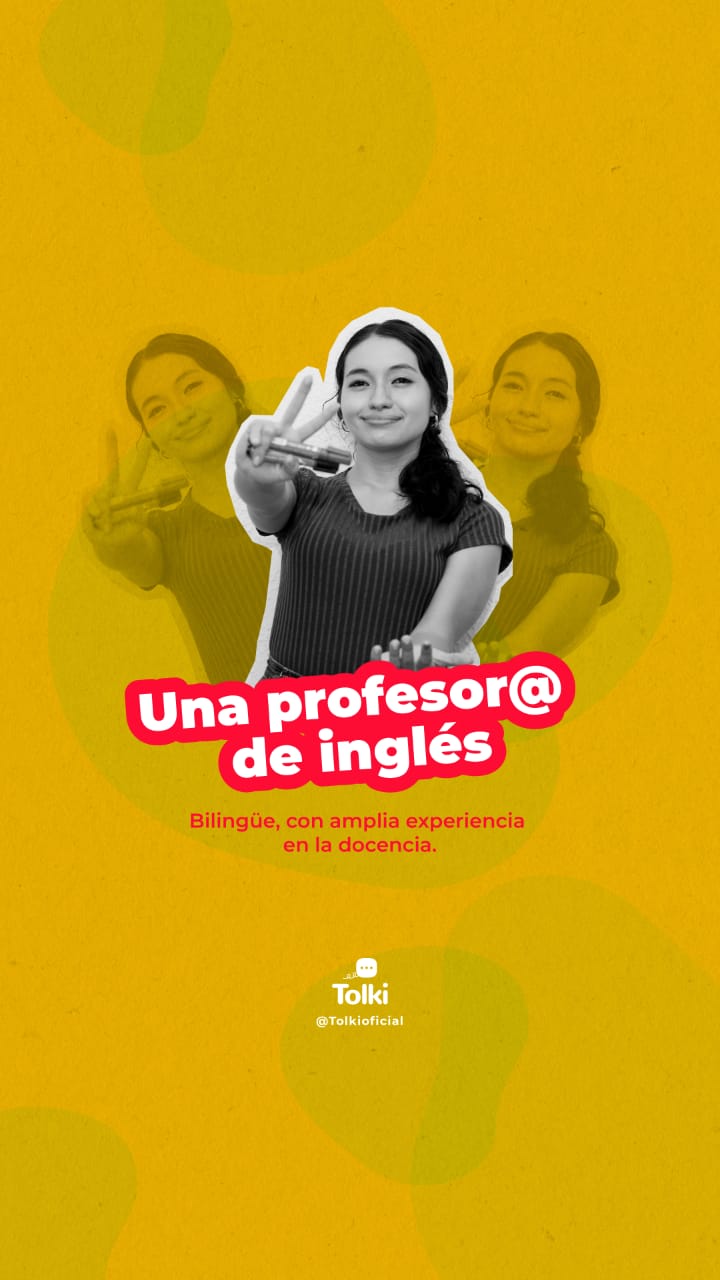 Una profesor@
de inglés
Bilingüe, con amplia experiencia
en la docencia.
Tolki
@Tolkioficial